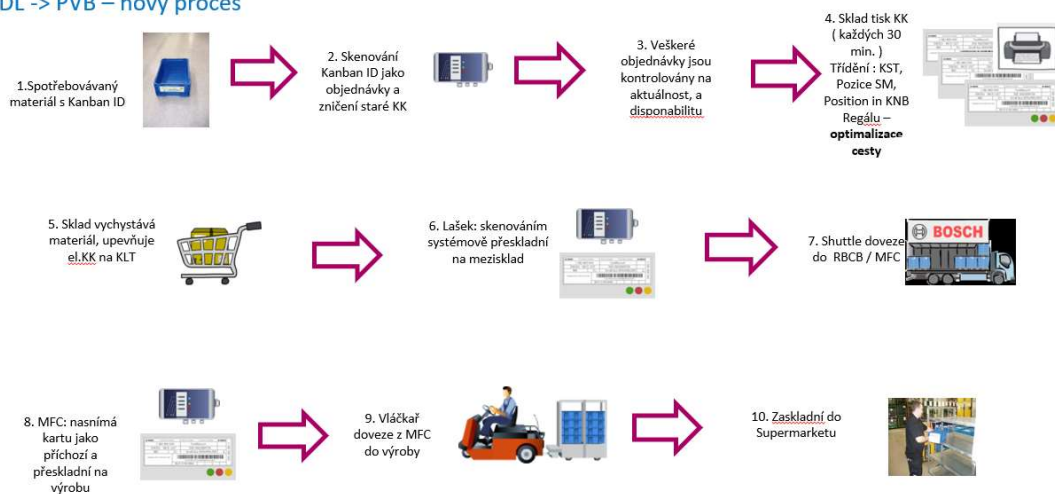 DL -> PVB – nový proces
1.Spotřebovávaný
materiál s Kanban ID
2. Skenování
Kanban ID jako
objednávky a
zničení staré KK
3. Veškeré
objednávky jsou
kontrolovány na
aktuálnost, a
disponabilitu
4. Sklad tisk KK
( každých 30
min. )
Třídění : KST,
Pozice SM,
Position in KNB
Regálu –
optimalizace
cesty
5. Sklad vychystává
materiál, upevňuje
el.KK na KLT
6. Lašek: skenováním
systémově přeskladní
na mezisklad
7. Shuttle doveze
do RBCB / MFC
BOSCH
8. MFC: nasnímá
kartu jako
příchozí a
přeskladní na
výrobu
9. Vláčkař
doveze z MFC
do výroby
10. Zaskladní do
Supermarketu